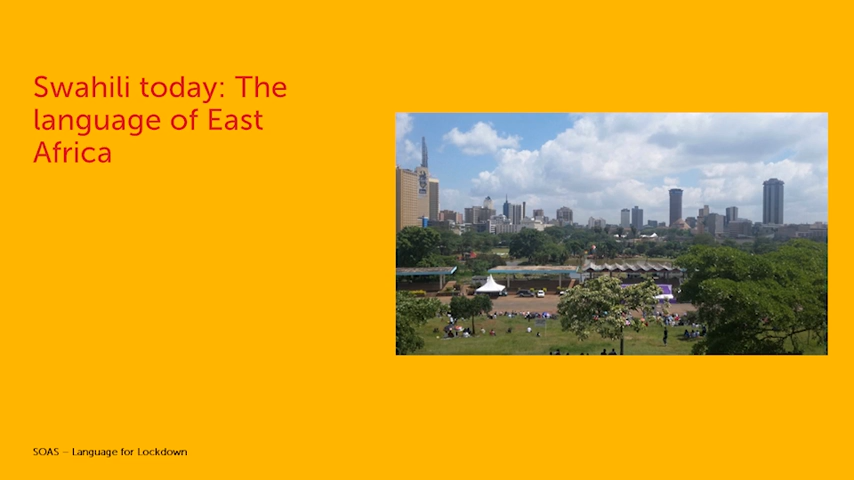 Swahili today: The
language of East
Africa
SOAS – Language for Lockdown